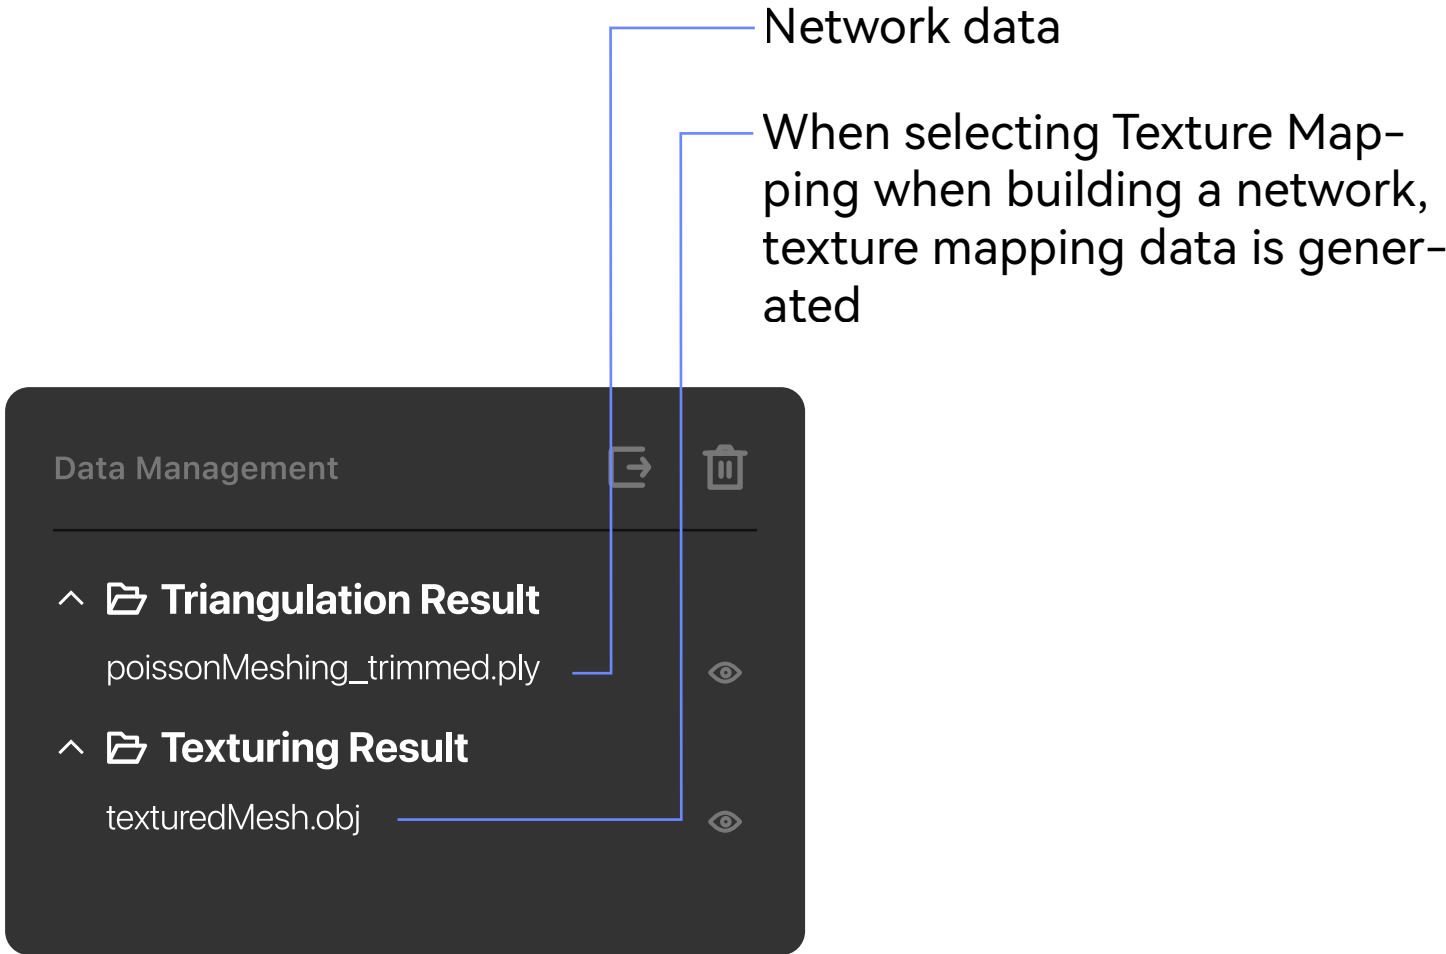 Network data
When selecting Texture Map-
ping when building a network,
texture mapping data is gener-
ated
Data Management
Triangulation Result
poissonMeshing_trimmed.ply
Texturing Result
texturedMesh.obj